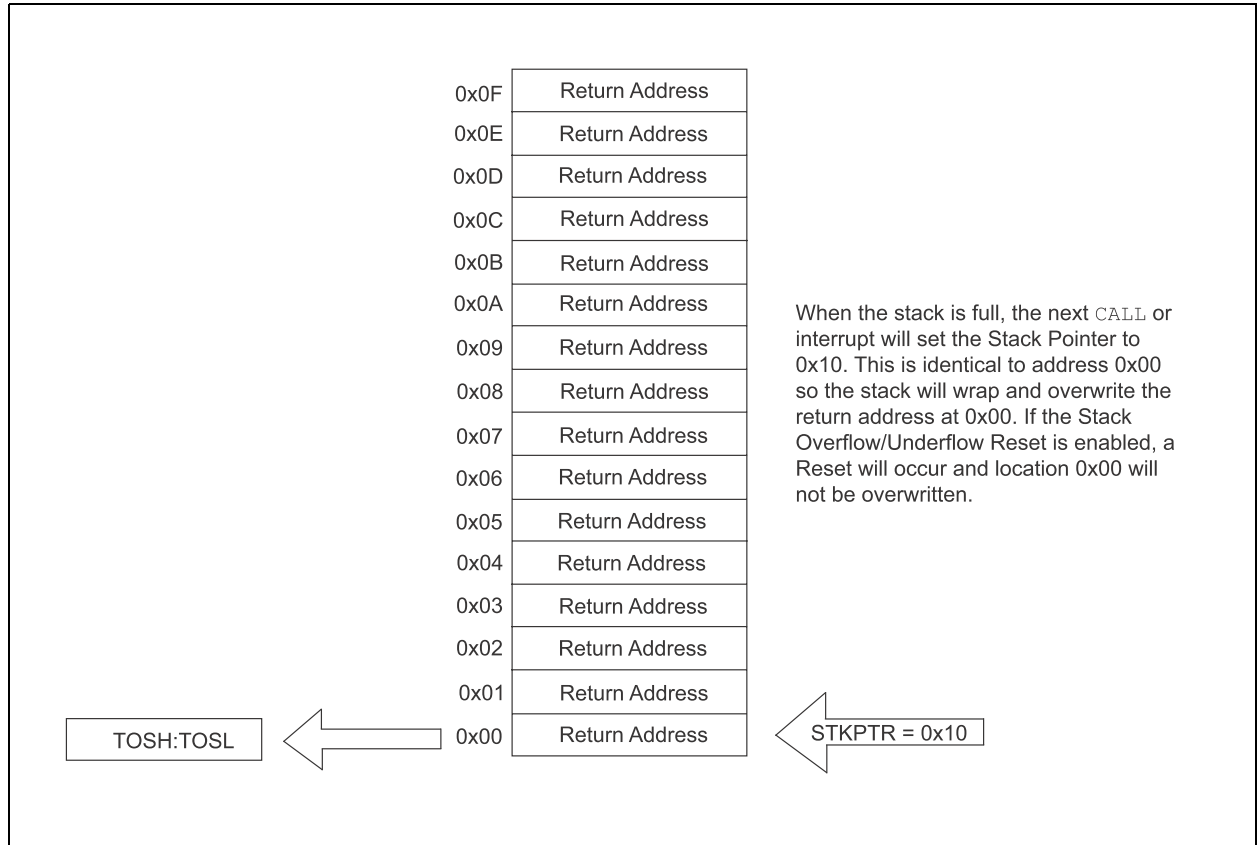 0x0F Return Address
0x0E Return Address
0x0D Return Address
0x0C Return Address
0x0B Return Address
0x0A Return Address
0x09 Return Address
0x08 Return Address
0x07 Return Address
0x06 Return Address
0x05 Return Address
0x04 Return Address
0x03 Return Address
0x02 Return Address
0x01 Return Address
TOSH:TOSL 0x00 Return Address STKPTR = 0x10
When the stack is full, the next CALL or
interrupt will set the Stack Pointer to
0x10. This is identical to address 0x00
so the stack will wrap and overwrite the
return address at 0x00. If the Stack
Overflow/Underflow Reset is enabled, a
Reset will occur and location 0x00 will
not be overwritten.